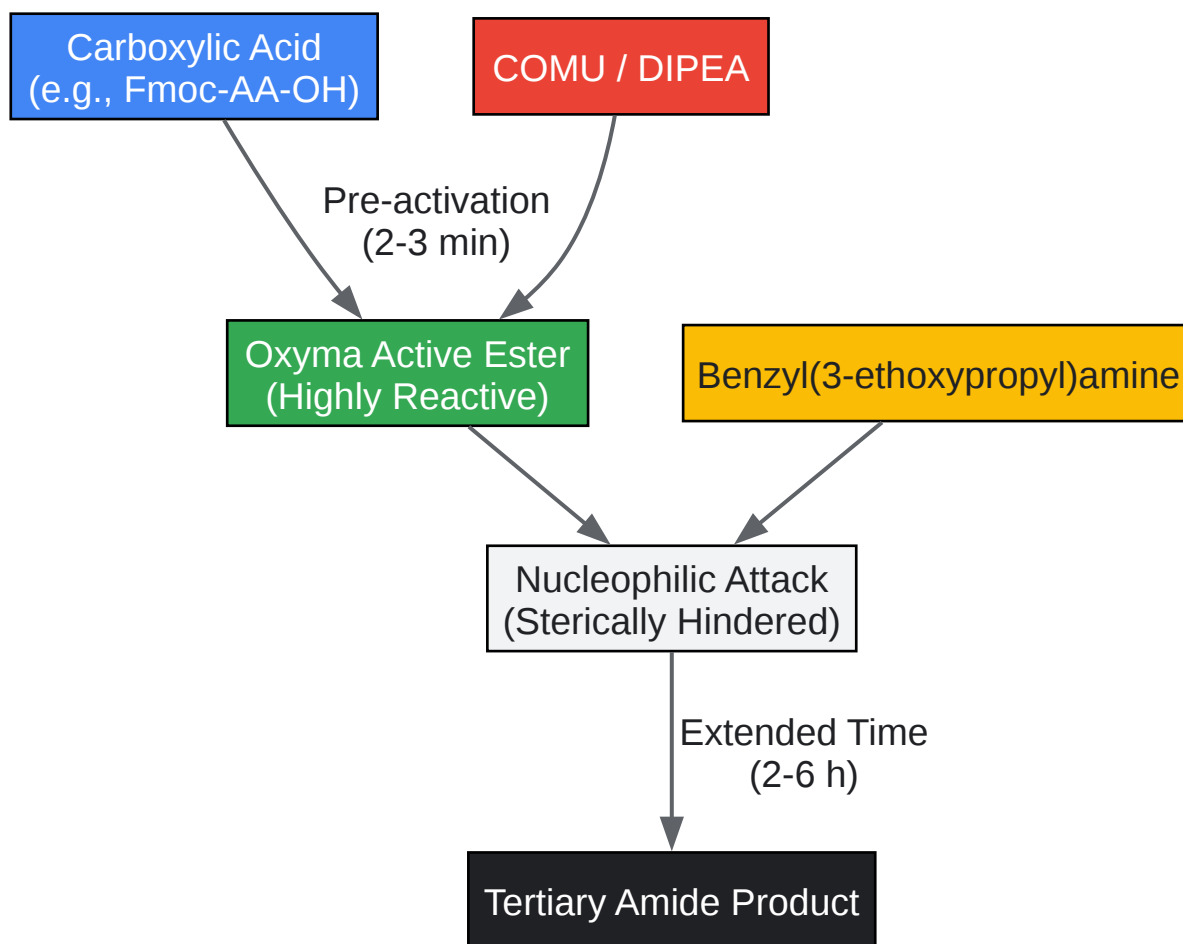 Carboxylic Acid
(e.g., Fmoc-AA-OH)
COMU / DIPEA
Pre-activation
(2-3 min)
Oxyma Active Ester
(Highly Reactive)
Benzyl(3-ethoxypropyl)amine
Nucleophilic Attack
(Sterically Hindered)
Extended Time
(2-6 h)
Tertiary Amide Product